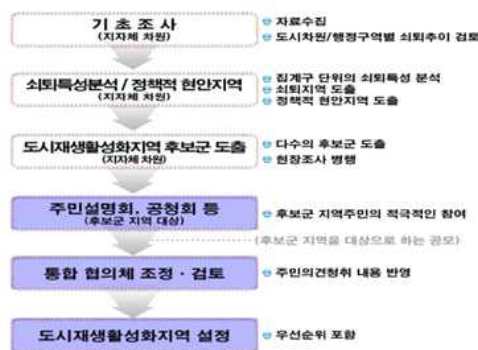 기 초 조 사
(지자체 차원)
자료수집
도시차원/행정구역별 쇠퇴추이 검토
쇠퇴특성분석 / 정책적 현안지역
(지자체 차원)
집계구 단위의 쇠퇴특성 분석
쇠퇴지역 도출
정책적 현안지역 도출
도시재생활성화지역 후보군 도출
(지자체 차원)
다수의 후보군 도출
현장조사 병행
주민설명회, 공청회 등
(후보군 지역 대상)
후보군 지역주민의 적극적인 참여
(후보군 지역을 대상으로 하는 공모)
통합 협의체 조정 · 검토
주민의견청취 내용 반영
도시재생활성화지역 설정
우선순위 포함